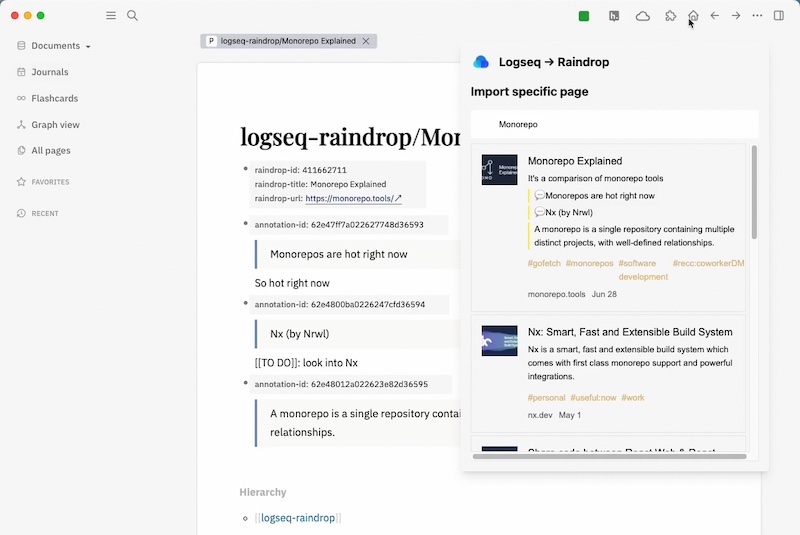 Documents
Journals
Flashcards
Graph view
All pages
FAVORITES
RECENT
P logseq-raindrop/Monorepo Explained
logseq-raindrop/Mon
raindrop-id: 411662711
raindrop-title: Monorepo Explained
raindrop-url: https://monorepo.tools/
annotation-id: 62e47ff7a022627748d36593
Monorepos are hot right now
So hot right now
annotation-id: 62e4800ba0226247cfd36594
Nx (by Nrwl)
[[TO DO]]: look into Nx
annotation-id: 62e48012a022623e82d36595
A monorepo is a single repository contai
relationships.
Hierarchy
[[logseq-raindrop]]
Logseq → Raindrop
Import specific page
Monorepo
Monorepo Explained
It's a comparison of monorepo tools
💬Monorepos are hot right now
💬Nx (by Nrwl)
A monorepo is a single repository containing multiple
distinct projects, with well-defined relationships.
#gofetch #monorepos #software #recc:coworkerDM
development
monorepo.tools Jun 28
Nx: Smart, Fast and Extensible Build System
Nx is a smart, fast and extensible build system which
comes with first class monorepo support and powerful
integrations.
#personal #useful:now #work
nx.dev May 1